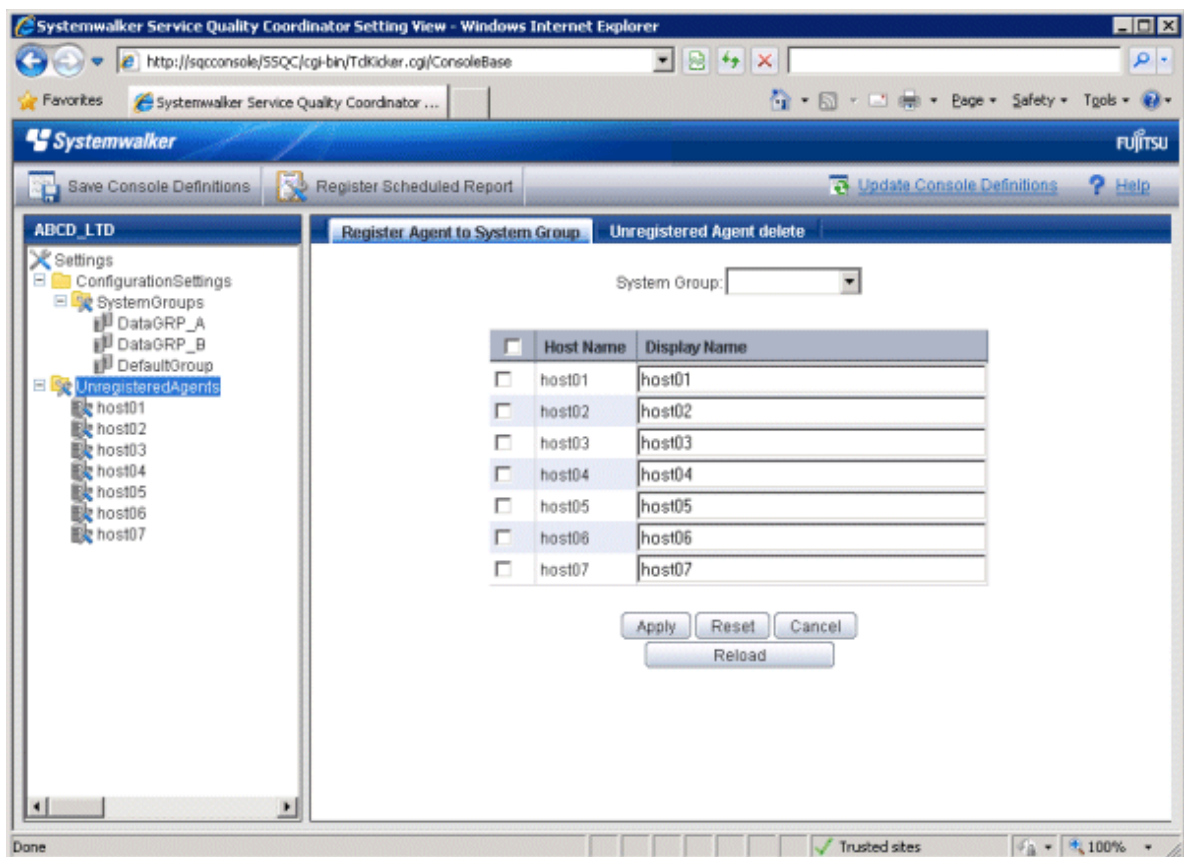 Systemwalker Service Quality Coordinator Setting View - Windows Internet Explorer
http://sqcconsole/SSQC/cgi-bin/TdKicker.cgi/ConsoleBase
Favorites Systemwalker Service Quality Coordinator ... Page Safety Tools
Systemwalker FUJITSU
Save Console Definitions Register Scheduled Report Update Console Definitions ? Help
ABCD_LTD Register Agent to System Group Unregistered Agent delete
Settings
ConfigurationSettings
SystemGroups
DataGRP_A
DataGRP_B
DefaultGroup
UnregisteredAgents
host01
host02
host03
host04
host05
host06
host07
System Group:
Host Name Display Name
host01 host01
host02 host02
host03 host03
host04 host04
host05 host05
host06 host06
host07 host07
Apply Reset Cancel
Reload
Done Trusted sites 100%